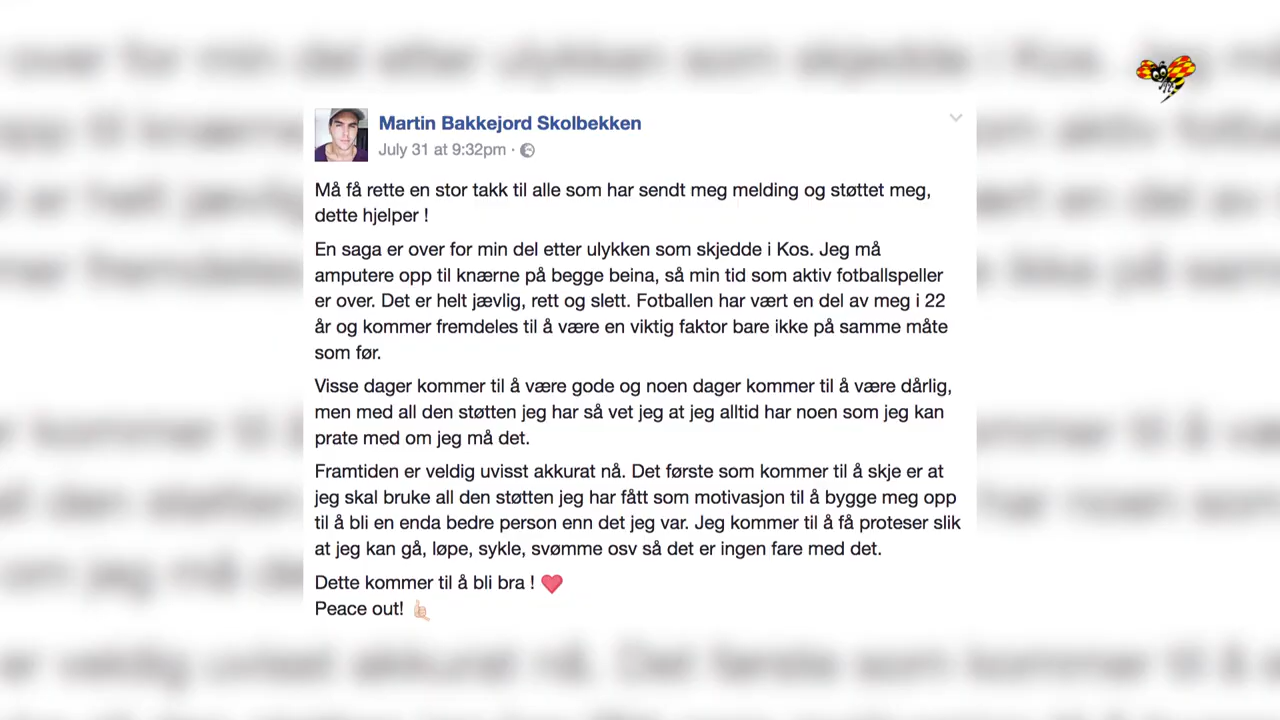 Martin Bakkejord Skolbekken
July 31 at 9:32pm ·
Må få rette en stor takk til alle som har sendt meg melding og støttet meg,
dette hjelper !
En saga er over for min del etter ulykken som skjedde i Kos. Jeg må
amputere opp til knærne på begge beina, så min tid som aktiv fotballspeller
er over. Det er helt jævlig, rett og slett. Fotballen har vært en del av meg i 22
år og kommer fremdeles til å være en viktig faktor bare ikke på samme måte
som før.
Visse dager kommer til å være gode og noen dager kommer til å være dårlig,
men med all den støtten jeg har så vet jeg at jeg alltid har noen som jeg kan
prate med om jeg må det.
Framtiden er veldig uvisst akkurat nå. Det første som kommer til å skje er at
jeg skal bruke all den støtten jeg har fått som motivasjon til å bygge meg opp
til å bli en enda bedre person enn det jeg var. Jeg kommer til å få proteser slik
at jeg kan gå, løpe, sykle, svømme osv så det er ingen fare med det.
Dette kommer til å bli bra ! ❤️
Peace out! 🤙🏻